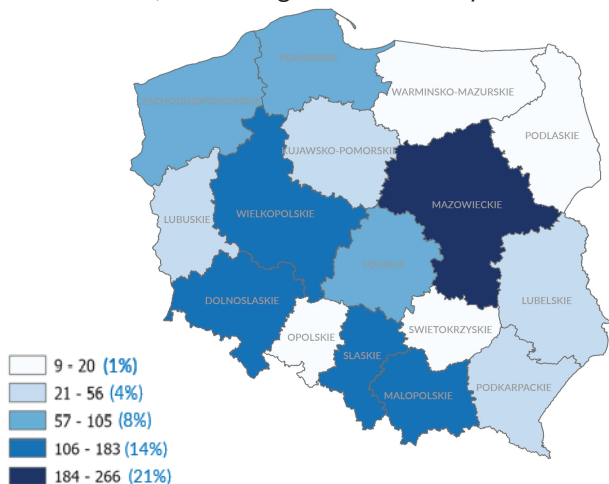 POMORSKIE
WARMINSKO-MAZURSKIE
ZACHODNIOPOMORSKIE
PODLASKIE
KUJAWSKO-POMORSKIE
MAZOWIECKIE
WIELKOPOLSKIE
LUBUSKIE
LODZKIE
DOLNOSLASKIE
LUBELSKIE
SWIETOKRZYSKIE
OPOLSKIE
SLASKIE
PODKARPACKIE
MALOPOLSKIE
9 - 20 (1%)
21 - 56 (4%)
57 - 105 (8%)
106 - 183 (14%)
184 - 266 (21%)